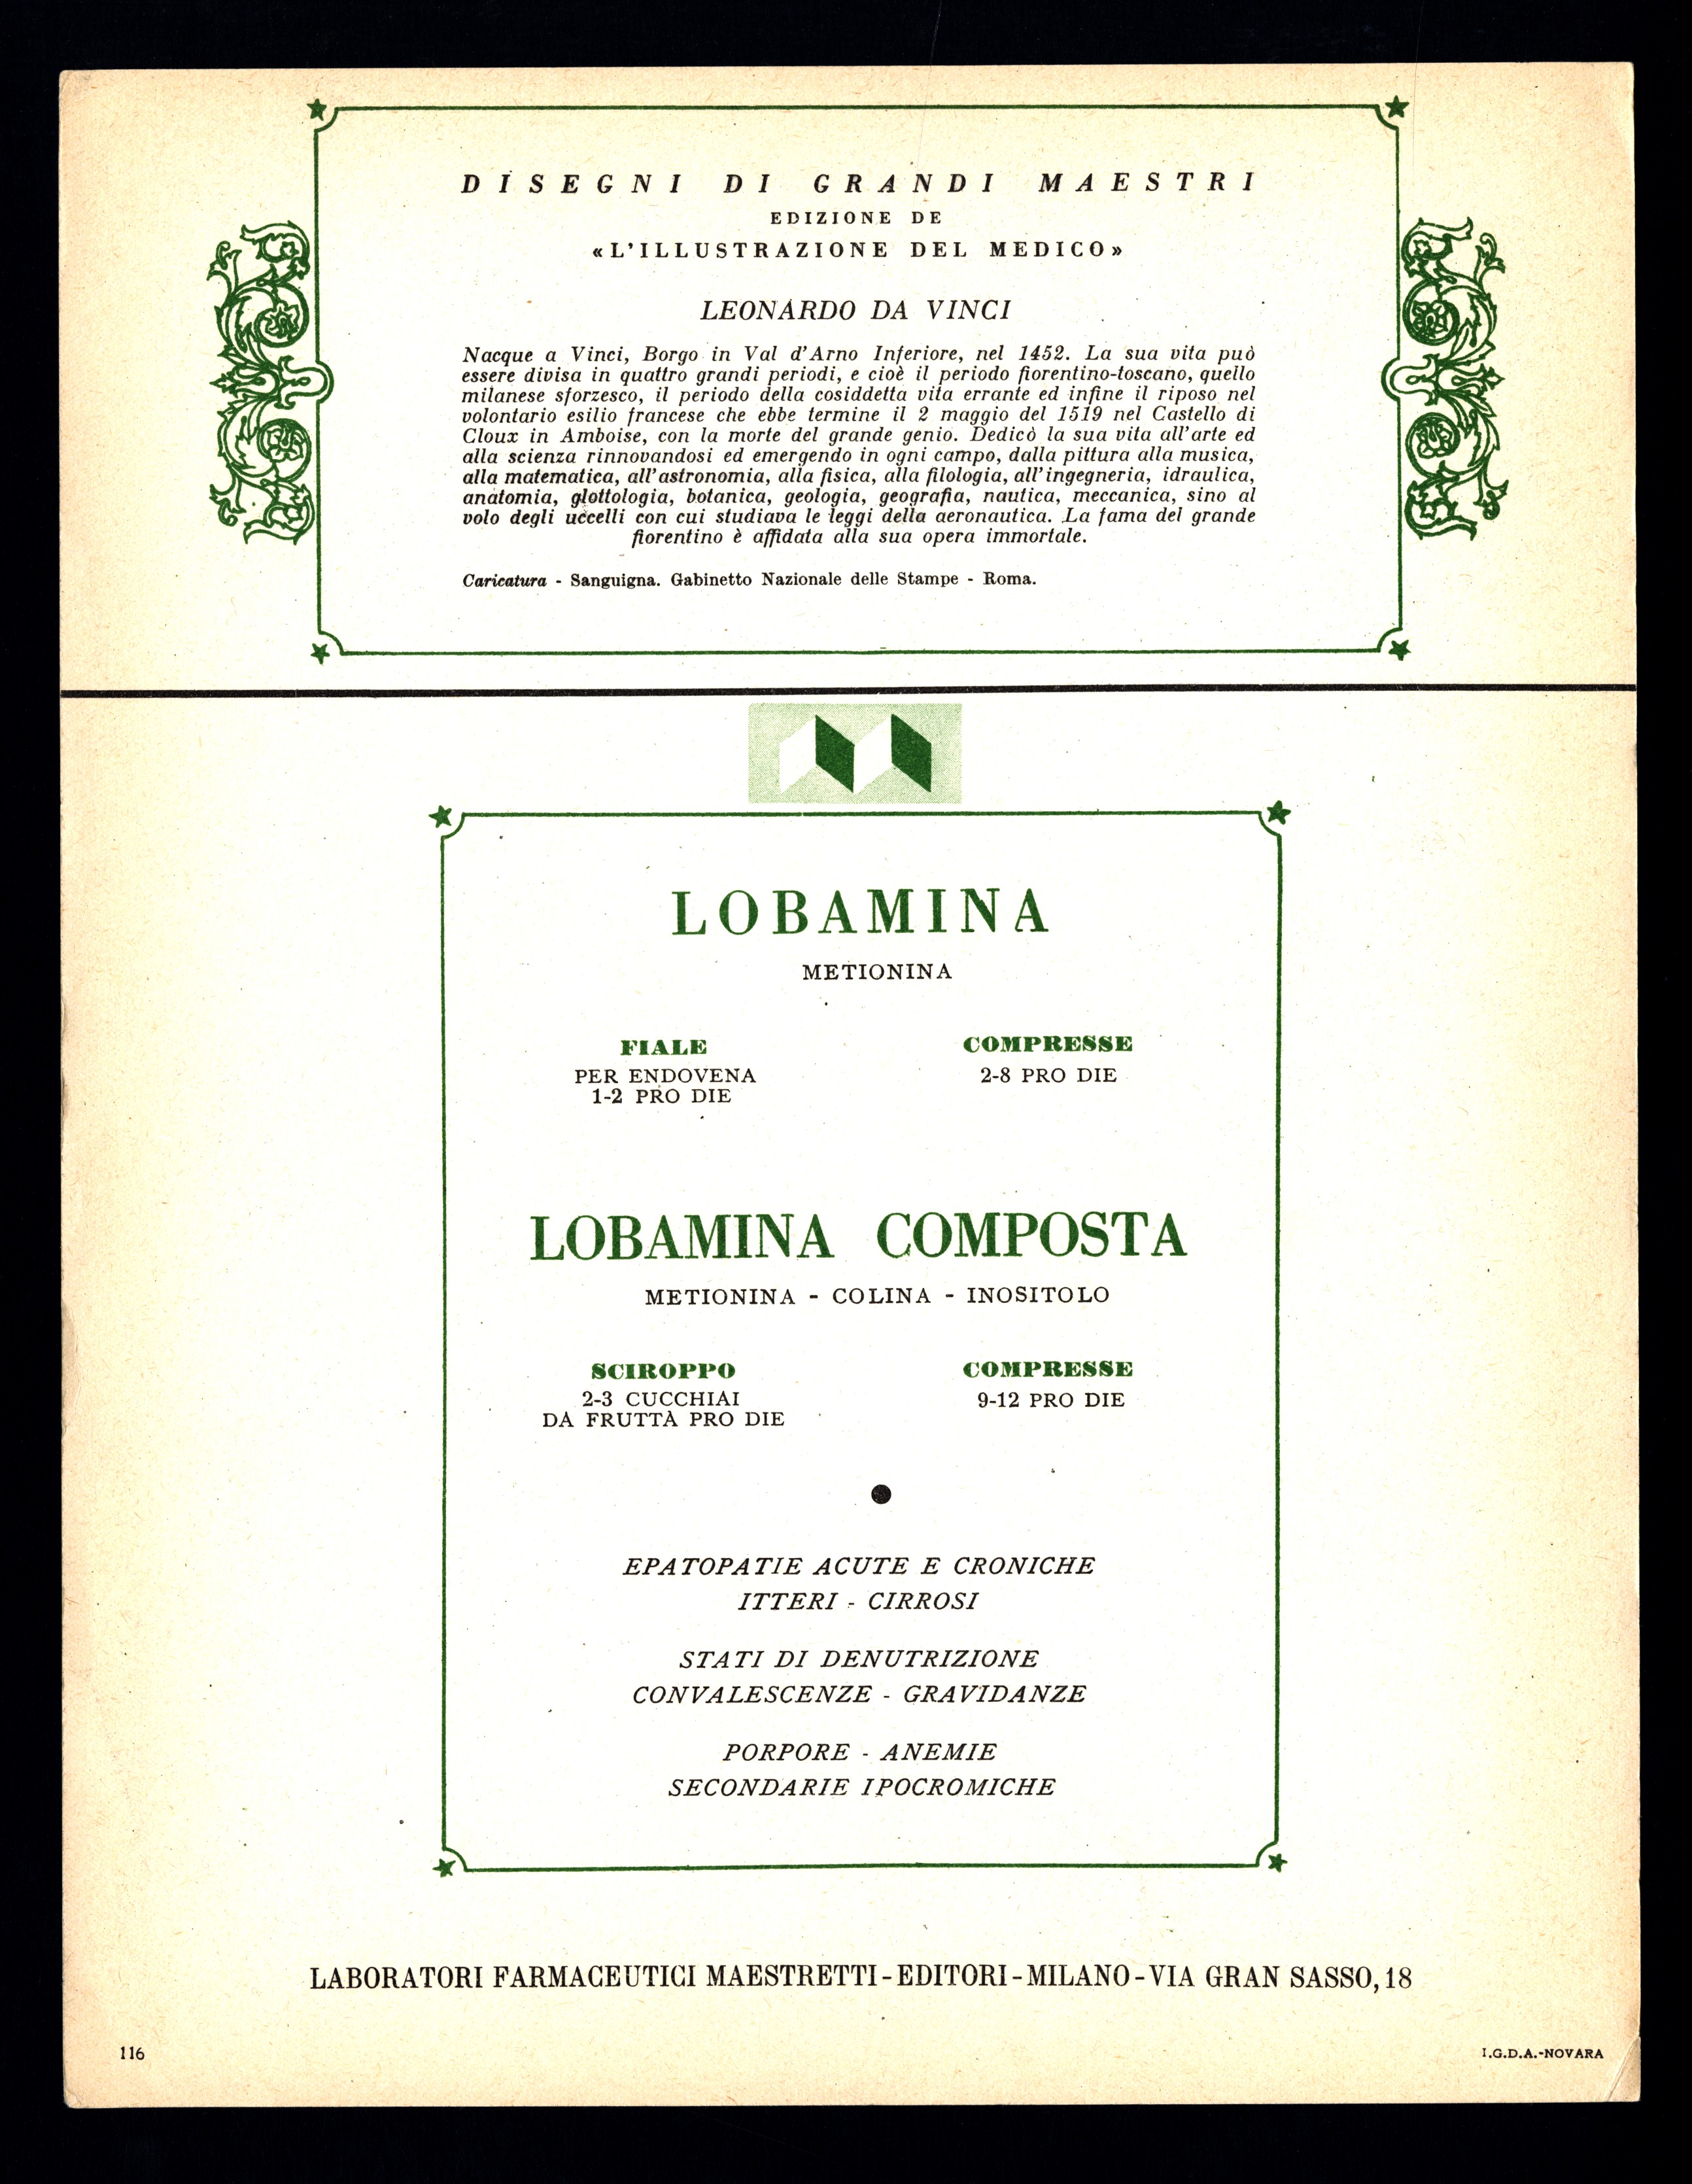 DISEGNI DI GRANDI MAESTRI
EDIZIONE DE
«L'ILLUSTRAZIONE DEL MEDICO»
LEONARDO DA VINCI
Nacque a Vinci, Borgo in Val d'Arno Inferiore, nel 1452. La sua vita può
essere divisa in quattro grandi periodi, e cioè il periodo fiorentino-toscano, quello
milanese sforzesco, il periodo della cosiddetta vita errante ed infine il riposo nel
volontario esilio francese che ebbe termine il 2 maggio del 1519 nel Castello di
Cloux in Amboise, con la morte del grande genio. Dedicò la sua vita all'arte ed
alla scienza rinnovandosi ed emergendo in ogni campo, dalla pittura alla musica,
alla matematica, all'astronomia, alla fisica, alla filologia, all'ingegneria, idraulica,
anatomia, glottologia, botanica, geologia, geografia, nautica, meccanica, sino al
volo degli uccelli con cui studiava le leggi della aeronautica. La fama del grande
fiorentino è affidata alla sua opera immortale.
Caricatura - Sanguigna. Gabinetto Nazionale delle Stampe - Roma.
LOBAMINA
METIONINA
FIALE
PER ENDOVENA
1-2 PRO DIE
COMPRESSE
2-8 PRO DIE
LOBAMINA COMPOSTA
METIONINA - COLINA - INOSITOLO
SCIROPPO
2-3 CUCCHIAI
DA FRUTTA PRO DIE
COMPRESSE
9-12 PRO DIE
EPATOPATIE ACUTE E CRONICHE
ITTERI - CIRROSI
STATI DI DENUTRIZIONE
CONVALESCENZE - GRAVIDANZE
PORPORE - ANEMIE
SECONDARIE IPOCROMICHE
LABORATORI FARMACEUTICI MAESTRETTI-EDITORI-MILANO-VIA GRAN SASSO, 18
116
I.G.D.A.-NOVARA